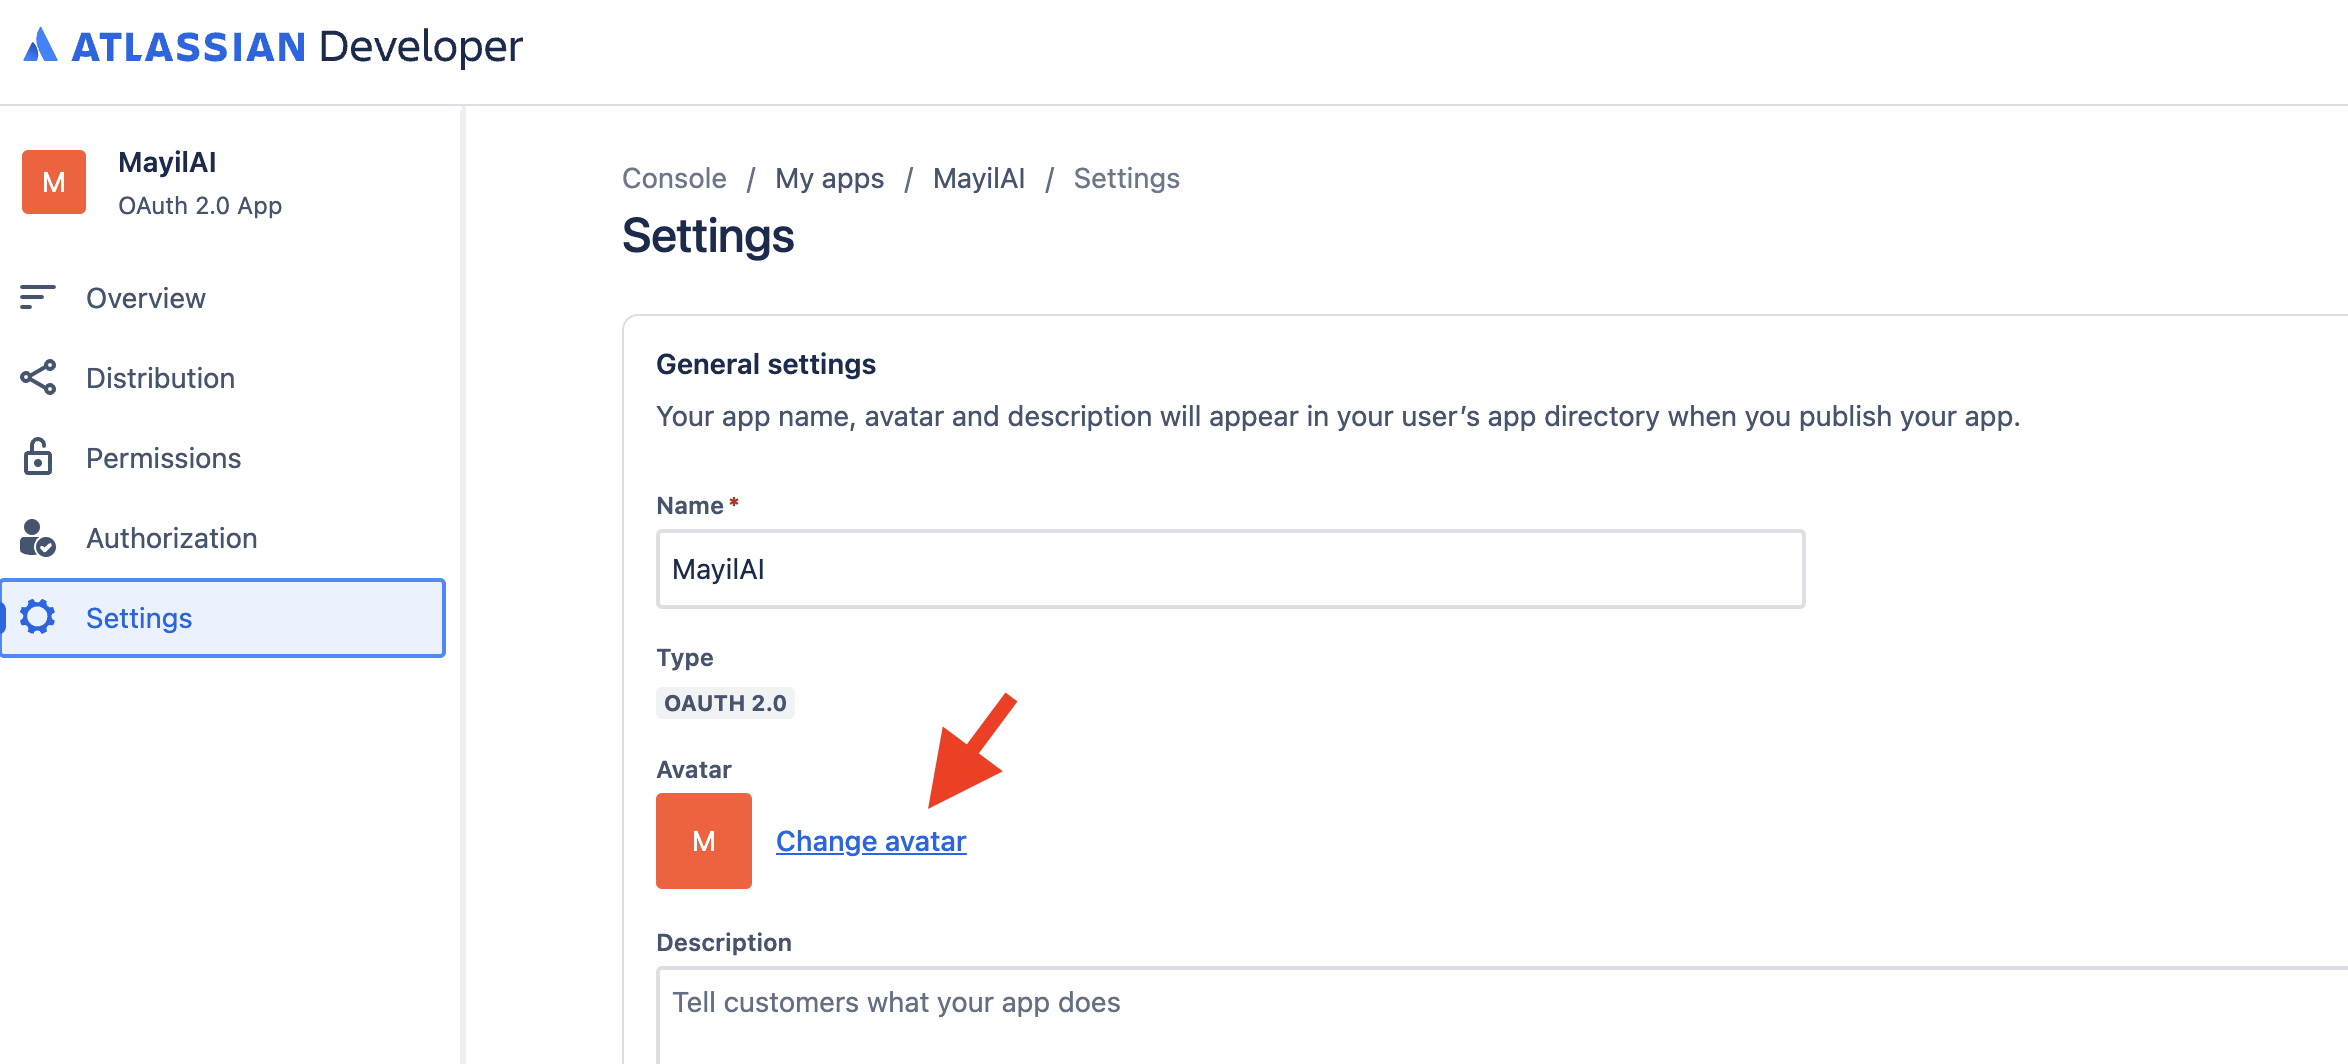 ATLASSIAN Developer
M
MayilAI
OAuth 2.0 App
Overview
Distribution
Permissions
Authorization
Settings
Console / My apps / MayilAI / Settings
Settings
General settings
Your app name, avatar and description will appear in your user’s app directory when you publish your app.
Name *
MayilAI
Type
OAUTH 2.0
Avatar
M
Change avatar
Description
Tell customers what your app does